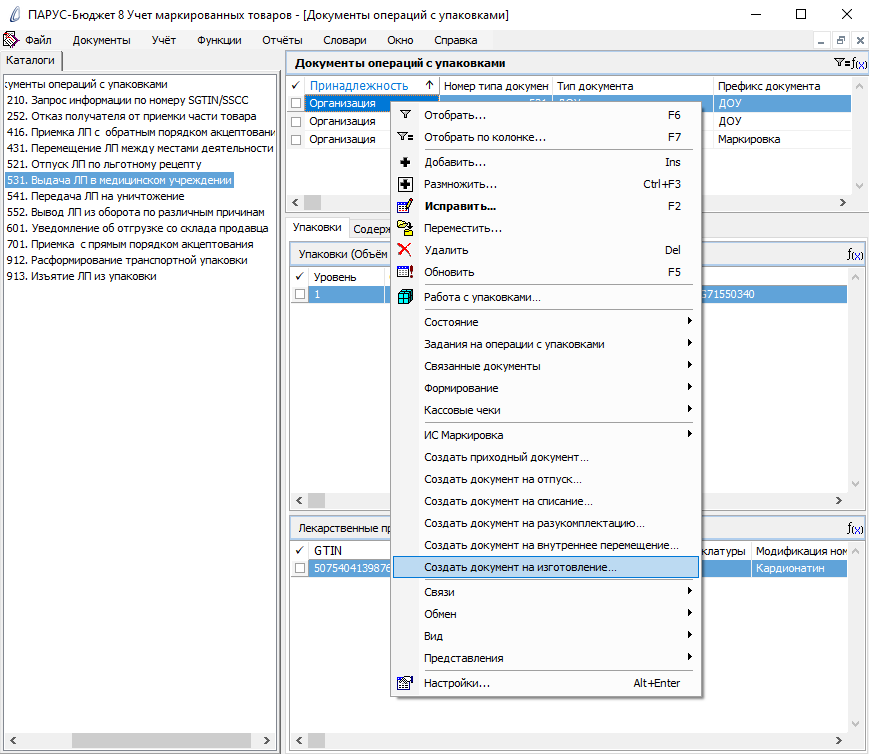 ПАРУС-Бюджет 8 Учет маркированных товаров - [Документы операций с упаковками]
Файл Документы Учёт Функции Отчёты Словари Окно Справка
Каталоги
кументы операций с упаковками
210. Запрос информации по номеру SGTIN/SSCC
252. Отказ получателя от приемки части товара
416. Приемка ЛП с обратным порядком акцептовани
431. Перемещение ЛП между местами деятельности
521. Отпуск ЛП по льготному рецепту
531. Выдача ЛП в медицинском учреждении
541. Передача ЛП на уничтожение
552. Вывод ЛП из оборота по различным причинам
601. Уведомление об отгрузке со склада продавца
701. Приемка с прямым порядком акцептования
912. Расформирование транспортной упаковки
913. Изъятие ЛП из упаковки
Документы операций с упаковками
f(x)
Принадлежность Номер типа докумен Тип документа Префикс документа
Организация ДОУ
Организация ДОУ
Организация Маркировка
Упаковки Содерж
Упаковки (Объём f(x)
Уровень
1 G71550340
Лекарственные пр f(x)
GTIN клатуры Модификация ном
5075404139876 Кардионатин
Отобрать... F6
Отобрать по колонке... F7
Добавить... Ins
Размножить... Ctrl+F3
Исправить... F2
Переместить...
Удалить Del
Обновить F5
Работа с упаковками...
Состояние
Задания на операции с упаковками
Связанные документы
Формирование
Кассовые чеки
ИС Маркировка
Создать приходный документ...
Создать документ на отпуск...
Создать документ на списание...
Создать документ на разукомплектацию...
Создать документ на внутреннее перемещение...
Создать документ на изготовление...
Связи
Обмен
Вид
Представления
Настройки... Alt+Enter